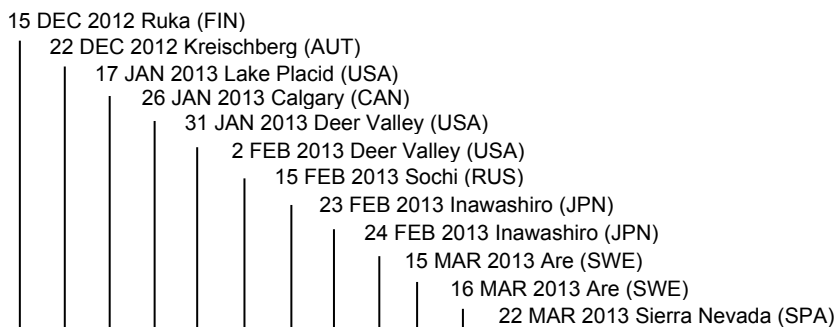 15 DEC 2012 Ruka (FIN)
22 DEC 2012 Kreischberg (AUT)
17 JAN 2013 Lake Placid (USA)
26 JAN 2013 Calgary (CAN)
31 JAN 2013 Deer Valley (USA)
2 FEB 2013 Deer Valley (USA)
15 FEB 2013 Sochi (RUS)
23 FEB 2013 Inawashiro (JPN)
24 FEB 2013 Inawashiro (JPN)
15 MAR 2013 Are (SWE)
16 MAR 2013 Are (SWE)
22 MAR 2013 Sierra Nevada (SPA)